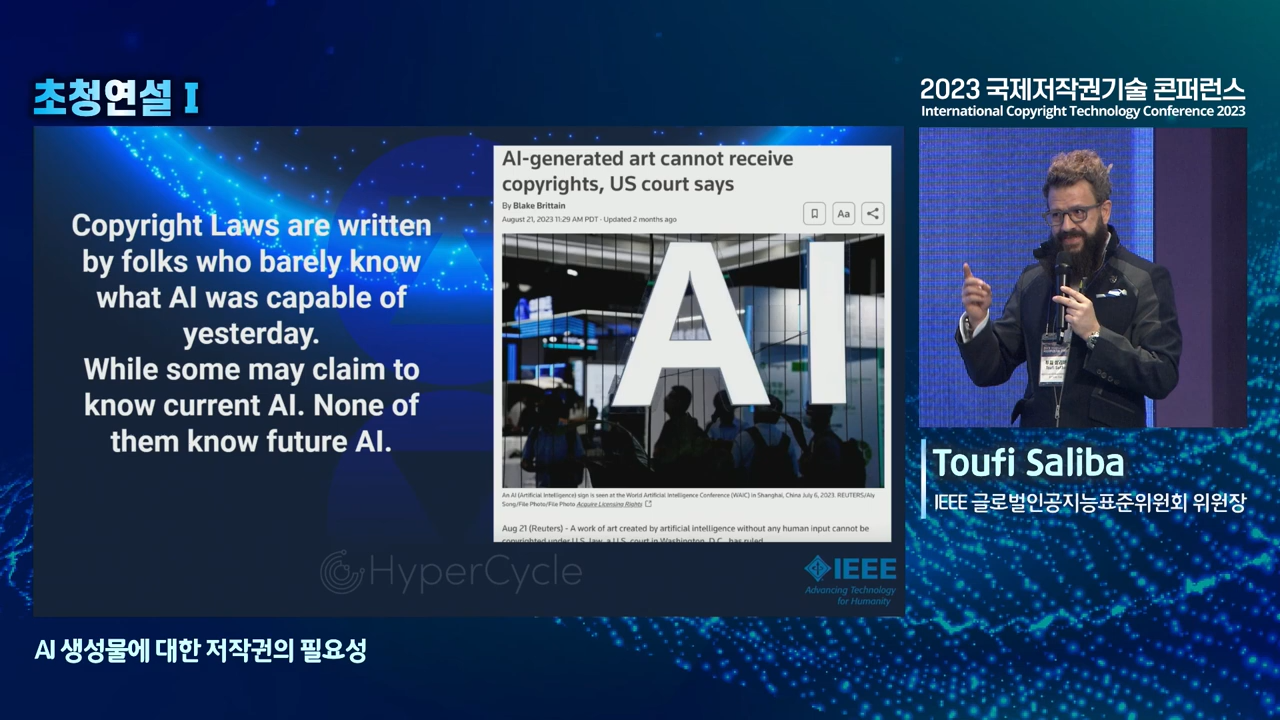 초청연설 I
2023 국제저작권기술 콘퍼런스
International Copyright Technology Conference 2023
Copyright Laws are written
by folks who barely know
what AI was capable of
yesterday.
While some may claim to
know current AI. None of
them know future AI.
AI-generated art cannot receive
copyrights, US court says
By Blake Brittain
August 21, 2023 11:29 AM PDT · Updated 2 months ago
Aa
AI
An AI (Artificial Intelligence) sign is seen at the World Artificial Intelligence Conference (WAIC) in Shanghai, China July 6, 2023. REUTERS/Aly
Song/File Photo/File Photo Acquire Licensing Rights
Aug 21 (Reuters) - A work of art created by artificial intelligence without any human input cannot be
copyrighted under U.S. law, a U.S. court in Washington, D.C., has ruled
HyperCycle
IEEE
Advancing Technology
for Humanity
Toufi Saliba
IEEE 글로벌인공지능표준위원회 위원장
AI 생성물에 대한 저작권의 필요성